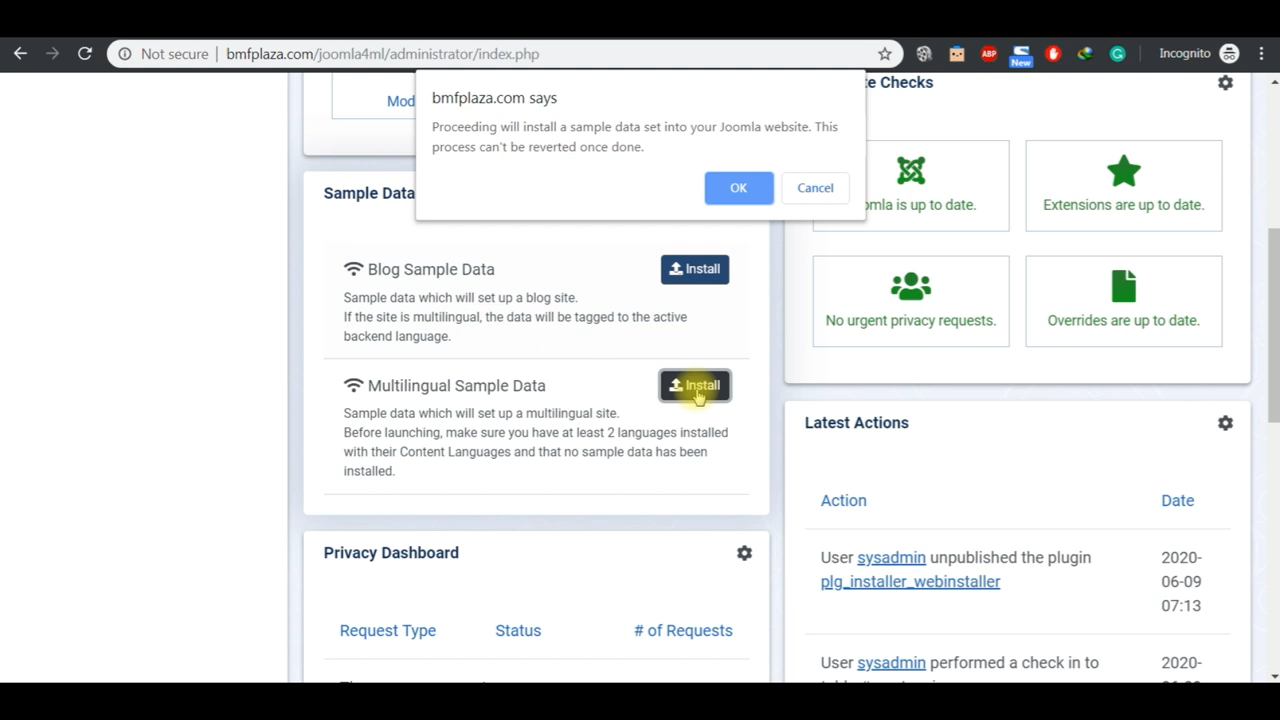 Not secure | bmfplaza.com/joomla4ml/administrator/index.php
ABP
New
Incognito
bmfplaza.com says
Proceeding will install a sample data set into your Joomla website. This
process can't be reverted once done.
OK
Cancel
Mod
Sample Data
Blog Sample Data
Install
Sample data which will set up a blog site.
If the site is multilingual, the data will be tagged to the active
backend language.
Multilingual Sample Data
Install
Sample data which will set up a multilingual site.
Before launching, make sure you have at least 2 languages installed
with their Content Languages and that no sample data has been
installed.
Privacy Dashboard
Request Type Status # of Requests
te Checks
mla is up to date.
Extensions are up to date.
No urgent privacy requests.
Overrides are up to date.
Latest Actions
Action Date
User sysadmin unpublished the plugin
plg_installer_webinstaller
2020-
06-09
07:13
User sysadmin performed a check in to
2020-